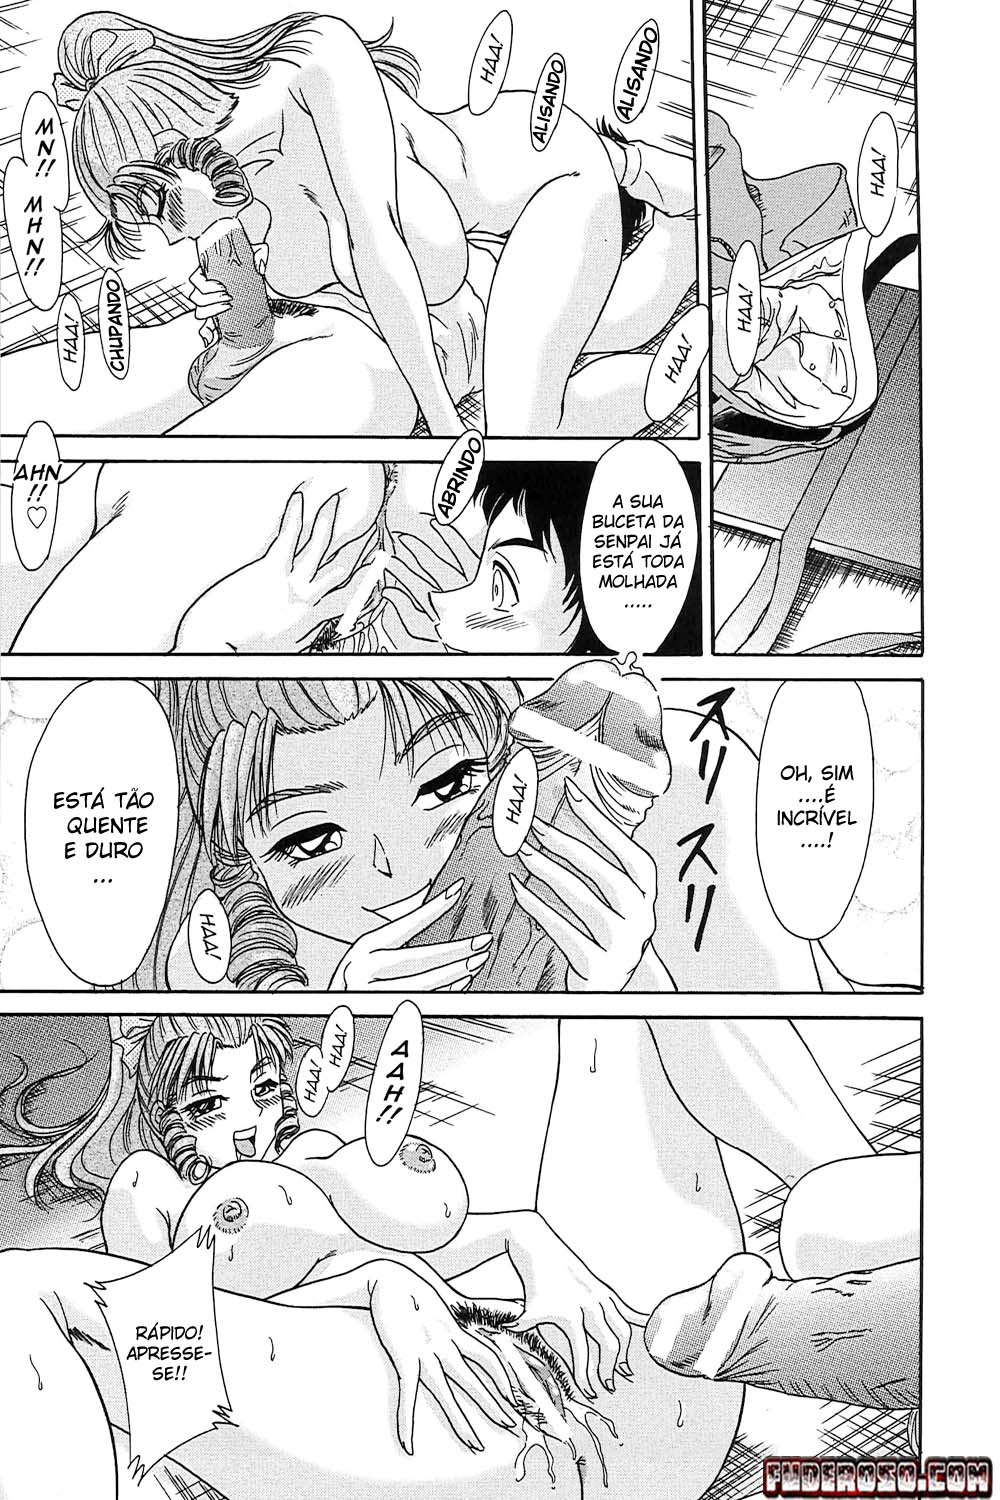 HAA!
HAA!
ALISANDO
ALISANDO
HAA!
HAA!
MN!! MHN!!
CHUPANDO
HAA!
A SUA
BUCETA DA
SENPAI JÁ
ESTÁ TODA
MOLHADA
.....
ABRINDO
AHN
!!
♡
OH, SIM
....É
INCRÍVEL
....!
スリ
スリ
HAA!
ESTÁ TÃO
QUENTE
E DURO
...
HAA!
AAH!!
HAA!
HAA!
RÁPIDO!
APRESSE-
SE!!
FUDEROSO.COM